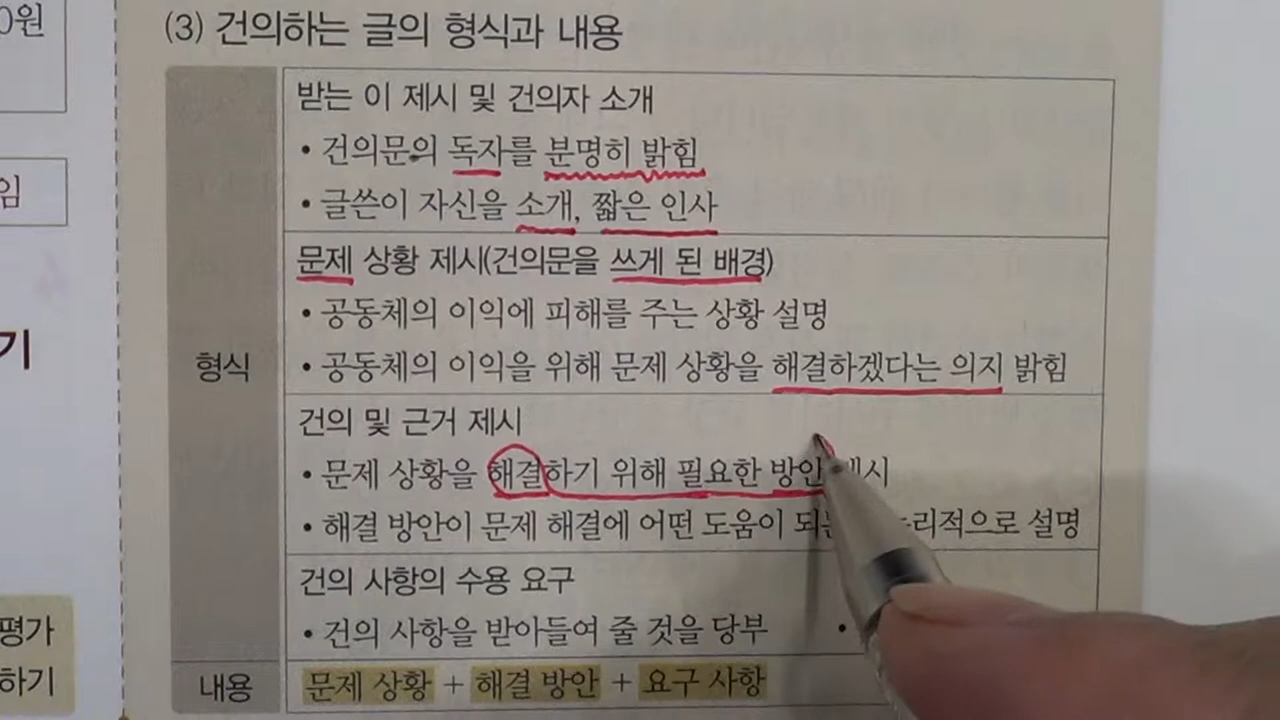 0원
임
기
평가
하기
(3) 건의하는 글의 형식과 내용
형식
받는 이 제시 및 건의자 소개
• 건의문의 독자를 분명히 밝힘
• 글쓴이 자신을 소개, 짧은 인사
문제 상황 제시(건의문을 쓰게 된 배경)
• 공동체의 이익에 피해를 주는 상황 설명
• 공동체의 이익을 위해 문제 상황을 해결하겠다는 의지 밝힘
건의 및 근거 제시
• 문제 상황을 해결하기 위해 필요한 방안
• 해결 방안이 문제 해결에 어떤 도움이 설명
건의 사항의 수용 요구
• 건의 사항을 받아들여 줄 것을 당부 •
내용
문제 상황 + 해결 방안 + 요구 사항